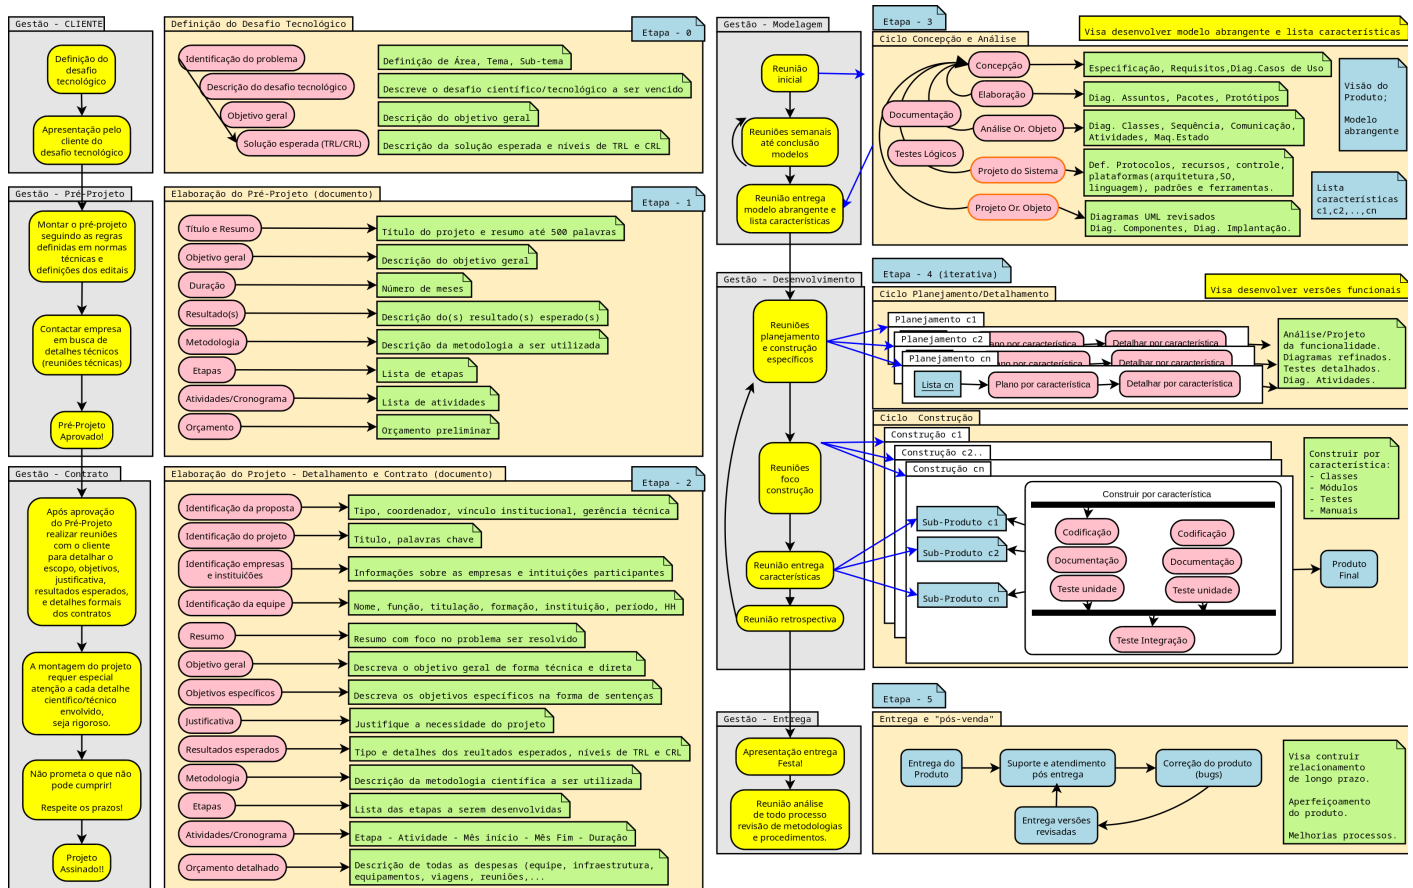 Gestão - CLIENTE
Definição do
desafio
tecnológico
Apresentação pelo
cliente do
desafio tecnológico
Definição do Desafio Tecnológico
Etapa - 0
Identificação do problema
Definição de Área, Tema, Sub-tema
Descrição do desafio tecnológico
Descreve o desafio científico/tecnológico a ser vencido
Objetivo geral
Descrição do objetivo geral
Solução esperada (TRL/CRL)
Descrição da solução esperada e níveis de TRL e CRL
Gestão - Pré-Projeto
Montar o pré-projeto
seguindo as regras
definidas em normas
técnicas e
definições dos editais
Contactar empresa
em busca de
detalhes técnicos
(reuniões técnicas)
Pré-Projeto
Aprovado!
Elaboração do Pré-Projeto (documento)
Etapa - 1
Título e Resumo
Título do projeto e resumo até 500 palavras
Objetivo geral
Descrição do objetivo geral
Duração
Número de meses
Resultado(s)
Descrição do(s) resultado(s) esperado(s)
Metodologia
Descrição da metodologia a ser utilizada
Etapas
Lista de etapas
Atividades/Cronograma
Lista de atividades
Orçamento
Orçamento preliminar
Gestão - Contrato
Após aprovação
do Pré-Projeto
realizar reuniões
com o cliente
para detalhar o
escopo, objetivos,
justificativa,
resultados esperados,
e detalhes formais
dos contratos
A montagem do projeto
requer especial
atenção a cada detalhe
científico/técnico
envolvido,
seja rigoroso.
Não prometa o que não
pode cumprir!
Respeite os prazos!
Projeto
Assinado!!
Elaboração do Projeto - Detalhamento e Contrato (documento)
Etapa - 2
Identificação da proposta
Tipo, coordenador, vínculo institucional, gerência técnica
Identificação do projeto
Titulo, palavras chave
Identificação empresas
e instituiíões
Informações sobre as empresas e intituições participantes
Identificação da equipe
Nome, função, titulação, formação, instituição, período, HH
Resumo
Resumo com foco no problema ser resolvido
Objetivo geral
Descreva o objetivo geral de forma técnica e direta
Objetivos específicos
Descreva os objetivos específicos na forma de sentenças
Justificativa
Justifique a necessidade do projeto
Resultados esperados
Tipo e detalhes dos reultados esperados, níveis de TRL e CRL
Metodologia
Descrição da metodologia científica a ser utilizada
Etapas
Lista das etapas a serem desenvolvidas
Atividades/Cronograma
Etapa - Atividade - Mês início - Mês Fim - Duração
Orçamento detalhado
Descrição de todas as despesas (equipe, infraestrutura,
equipamentos, viagens, reuniões,...
Gestão - Modelagem
Reunião
inicial
Reuniões semanais
até conclusão
modelos
Reunião entrega
modelo abrangente e
lista características
Etapa - 3
Visa desenvolver modelo abrangente e lista características
Ciclo Concepção e Análise
Concepção
Especificação, Requisitos,Diag.Casos de Uso
Elaboração
Diag. Assuntos, Pacotes, Protótipos
Documentação
Análise Or. Objeto
Diag. Classes, Sequência, Comunicação,
Atividades, Maq.Estado
Testes Lógicos
Projeto do Sistema
Def. Protocolos, recursos, controle,
plataformas(arquitetura,SO,
linguagem), padrões e ferramentas.
Projeto Or. Objeto
Diagramas UML revisados
Diag. Componentes, Diag. Implantação.
Visão do
Produto;
Modelo
abrangente
Lista
características
c1,c2,..,cn
Gestão - Desenvolvimento
Reuniões
planejamento
e construção
específicos
Reuniões
foco
construção
Reunião entrega
características
Reunião retrospectiva
Etapa - 4 (iterativa)
Visa desenvolver versões funcionais
Ciclo Planejamento/Detalhamento
Planejamento c1
Plano por característica
Detalhar por característica
Planejamento c2
Plano por característica
Detalhar por característica
Planejamento cn
Lista cn
Plano por característica
Detalhar por característica
Análise/Projeto
da funcionalidade.
Diagramas refinados.
Testes detalhados.
Diag. Atividades.
Ciclo Construção
Construção c1
Construção c2..
Construção cn
Construir por característica
Sub-Produto c1
Sub-Produto c2
Sub-Produto cn
Codificação
Documentação
Teste unidade
Codificação
Documentação
Teste unidade
Teste Integração
Construir por
característica:
- Classes
- Módulos
- Testes
- Manuais
Produto
Final
Gestão - Entrega
Apresentação entrega
Festa!
Reunião análise
de todo processo
revisão de metodologias
e procedimentos.
Etapa - 5
Entrega e "pós-venda"
Entrega do
Produto
Suporte e atendimento
pós entrega
Correção do produto
(bugs)
Entrega versões
revisadas
Visa contruir
relacionamento
de longo prazo.
Aperfeiçoamento
do produto.
Melhorias processos.